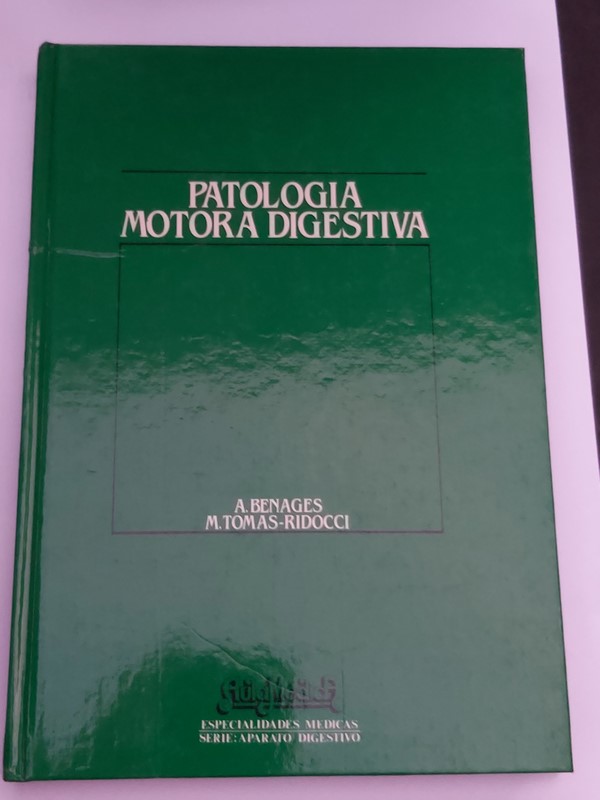 PATOLOGIA
MOTORA DIGESTIVA
A. BENAGES
M. TOMAS-RIDOCCI
ESPECIALIDADES MEDICAS
SERIE: APARATO DIGESTIVO